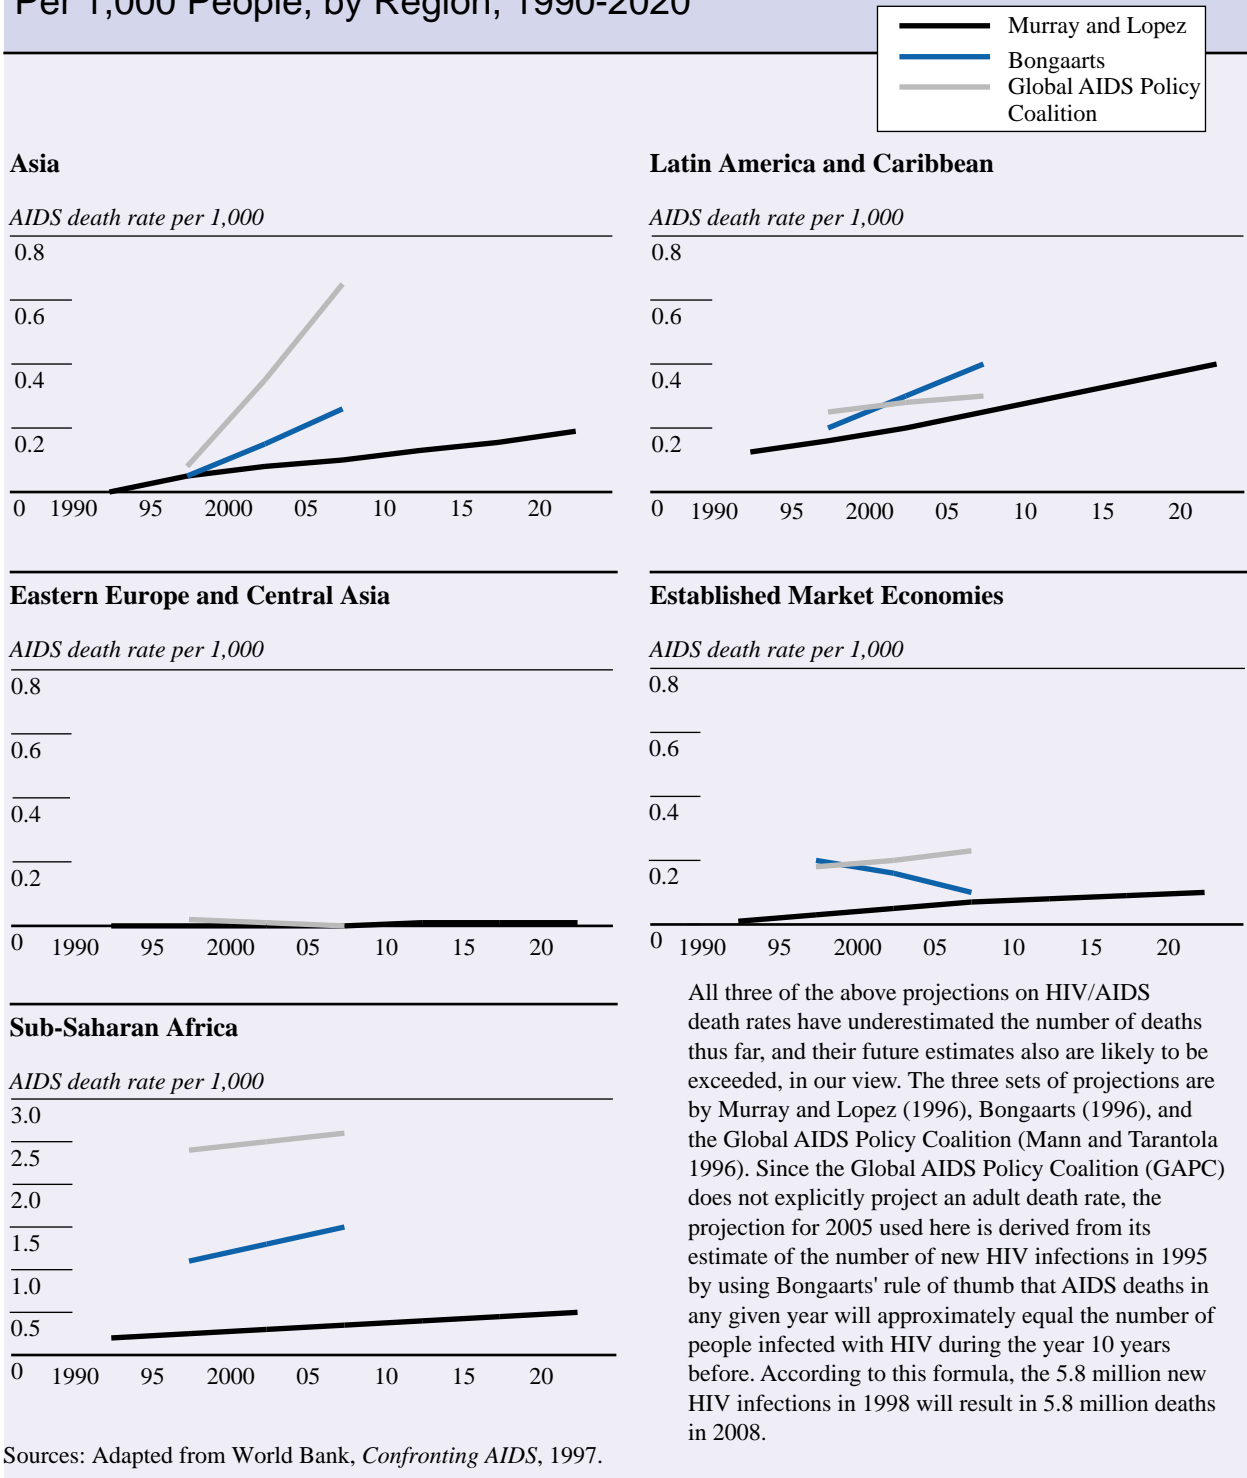 Per 1,000 People, by Region, 1990-2020
Murray and Lopez
Bongaarts
Global AIDS Policy
Coalition
Asia
AIDS death rate per 1,000
0.8
0.6
0.4
0.2
0 1990 95 2000 05 10 15 20
Latin America and Caribbean
AIDS death rate per 1,000
0.8
0.6
0.4
0.2
0 1990 95 2000 05 10 15 20
Eastern Europe and Central Asia
AIDS death rate per 1,000
0.8
0.6
0.4
0.2
0 1990 95 2000 05 10 15 20
Established Market Economies
AIDS death rate per 1,000
0.8
0.6
0.4
0.2
0 1990 95 2000 05 10 15 20
Sub-Saharan Africa
AIDS death rate per 1,000
3.0
2.5
2.0
1.5
1.0
0.5
0 1990 95 2000 05 10 15 20
All three of the above projections on HIV/AIDS
death rates have underestimated the number of deaths
thus far, and their future estimates also are likely to be
exceeded, in our view. The three sets of projections are
by Murray and Lopez (1996), Bongaarts (1996), and
the Global AIDS Policy Coalition (Mann and Tarantola
1996). Since the Global AIDS Policy Coalition (GAPC)
does not explicitly project an adult death rate, the
projection for 2005 used here is derived from its
estimate of the number of new HIV infections in 1995
by using Bongaarts' rule of thumb that AIDS deaths in
any given year will approximately equal the number of
people infected with HIV during the year 10 years
before. According to this formula, the 5.8 million new
HIV infections in 1998 will result in 5.8 million deaths
in 2008.
Sources: Adapted from World Bank, Confronting AIDS, 1997.